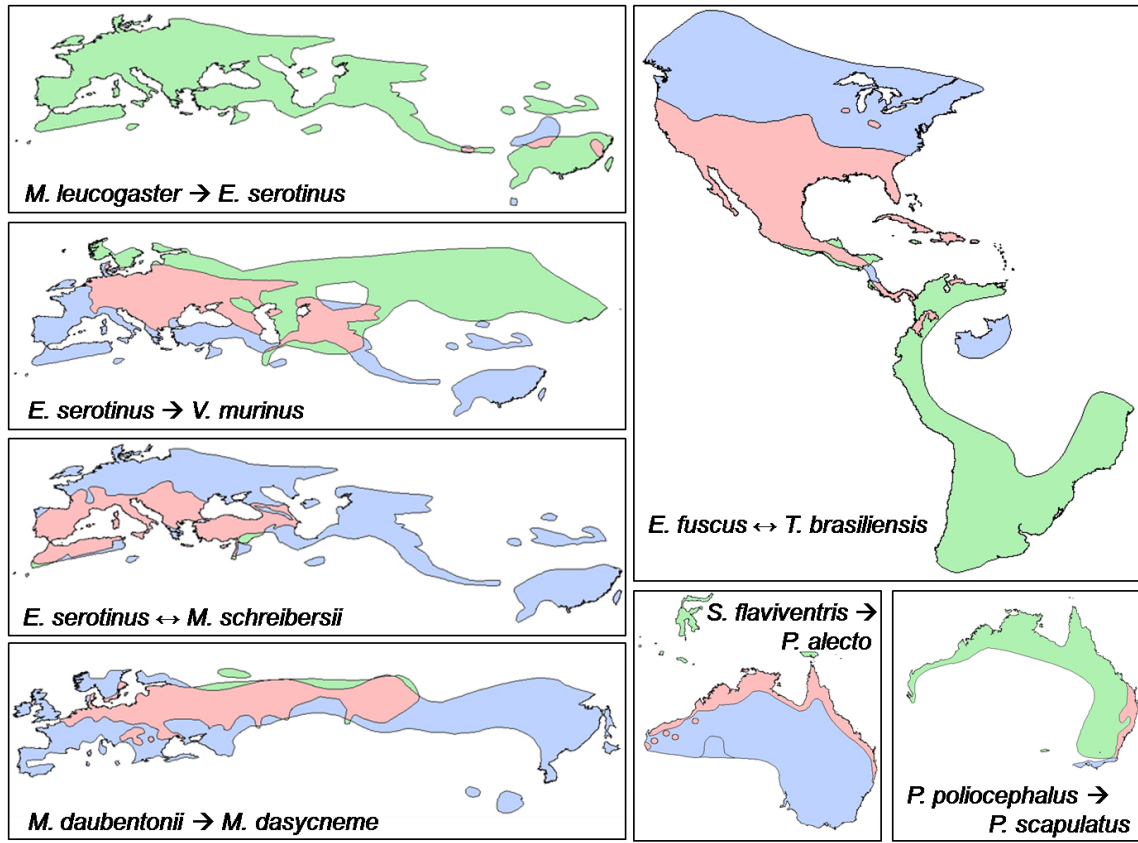 M. leucogaster → E. serotinus
E. serotinus → V. murinus
E. serotinus ↔ M. schreibersii
M. daubentonii → M. dasycneme
E. fuscus ↔ T. brasiliensis
S. flaviventris →
P. alecto
P. poliocephalus →
P. scapulatus